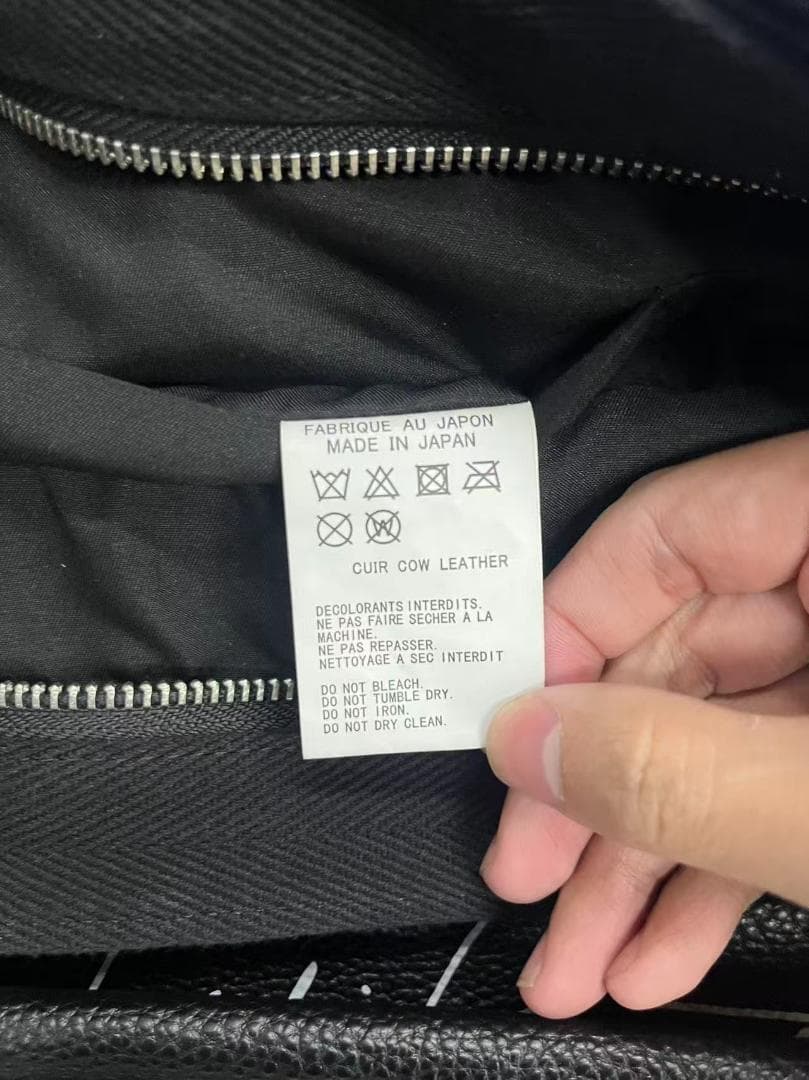 FABRIQUE AU JAPON
MADE IN JAPAN
W
CUIR COW LEATHER
DECOLORANTS INTERDITS.
NE PAS FAIRE SECHER A LA
MACHINE.
NE PAS REPASSER.
NETTOYAGE A SEC INTERDIT
DO NOT BLEACH.
DO NOT TUMBLE DRY.
DO NOT IRON.
DO NOT DRY CLEAN.